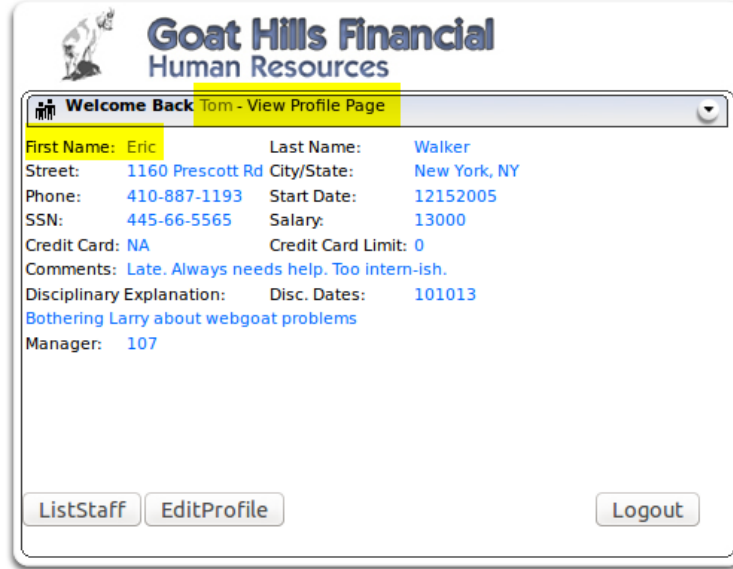 Goat Hills Financial
Human Resources
Welcome Back Tom - View Profile Page
First Name: Eric Last Name: Walker
Street: 1160 Prescott Rd City/State: New York, NY
Phone: 410-887-1193 Start Date: 12152005
SSN: 445-66-5565 Salary: 13000
Credit Card: NA Credit Card Limit: 0
Comments: Late. Always needs help. Too intern-ish.
Disciplinary Explanation: Disc. Dates: 101013
Bothering Larry about webgoat problems
Manager: 107
ListStaff EditProfile Logout